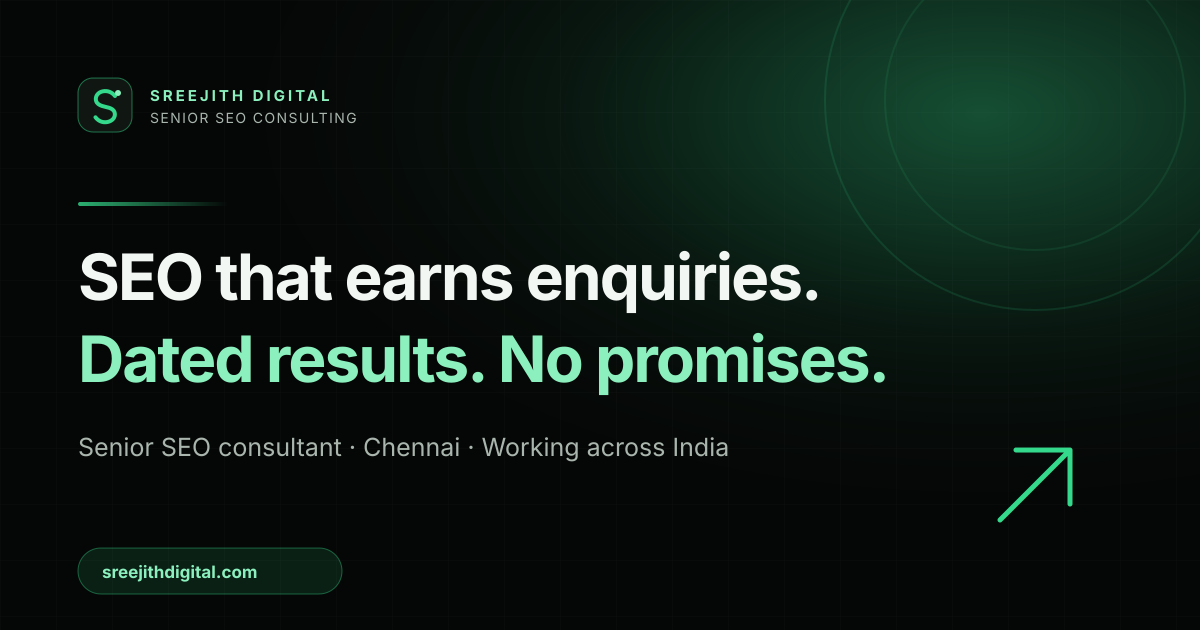 S
SREEJITH DIGITAL
SENIOR SEO CONSULTING
SEO that earns enquiries.
Dated results. No promises.
Senior SEO consultant · Chennai · Working across India
sreejithdigital.com